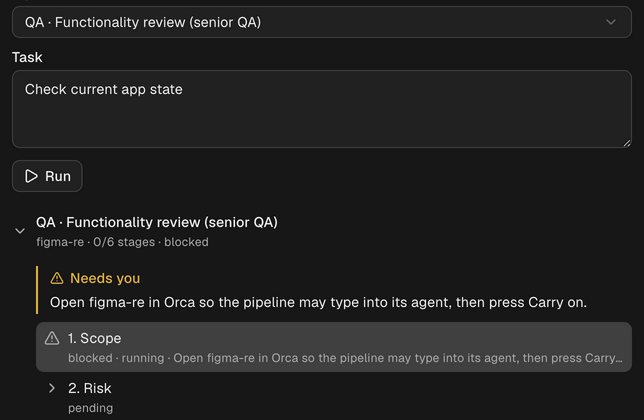 QA · Functionality review (senior QA)
Task
Check current app state
Run
QA · Functionality review (senior QA)
figma-re · 0/6 stages · blocked
Needs you
Open figma-re in Orca so the pipeline may type into its agent, then press Carry on.
1. Scope
blocked · running · Open figma-re in Orca so the pipeline may type into its agent, then press Carry...
2. Risk
pending